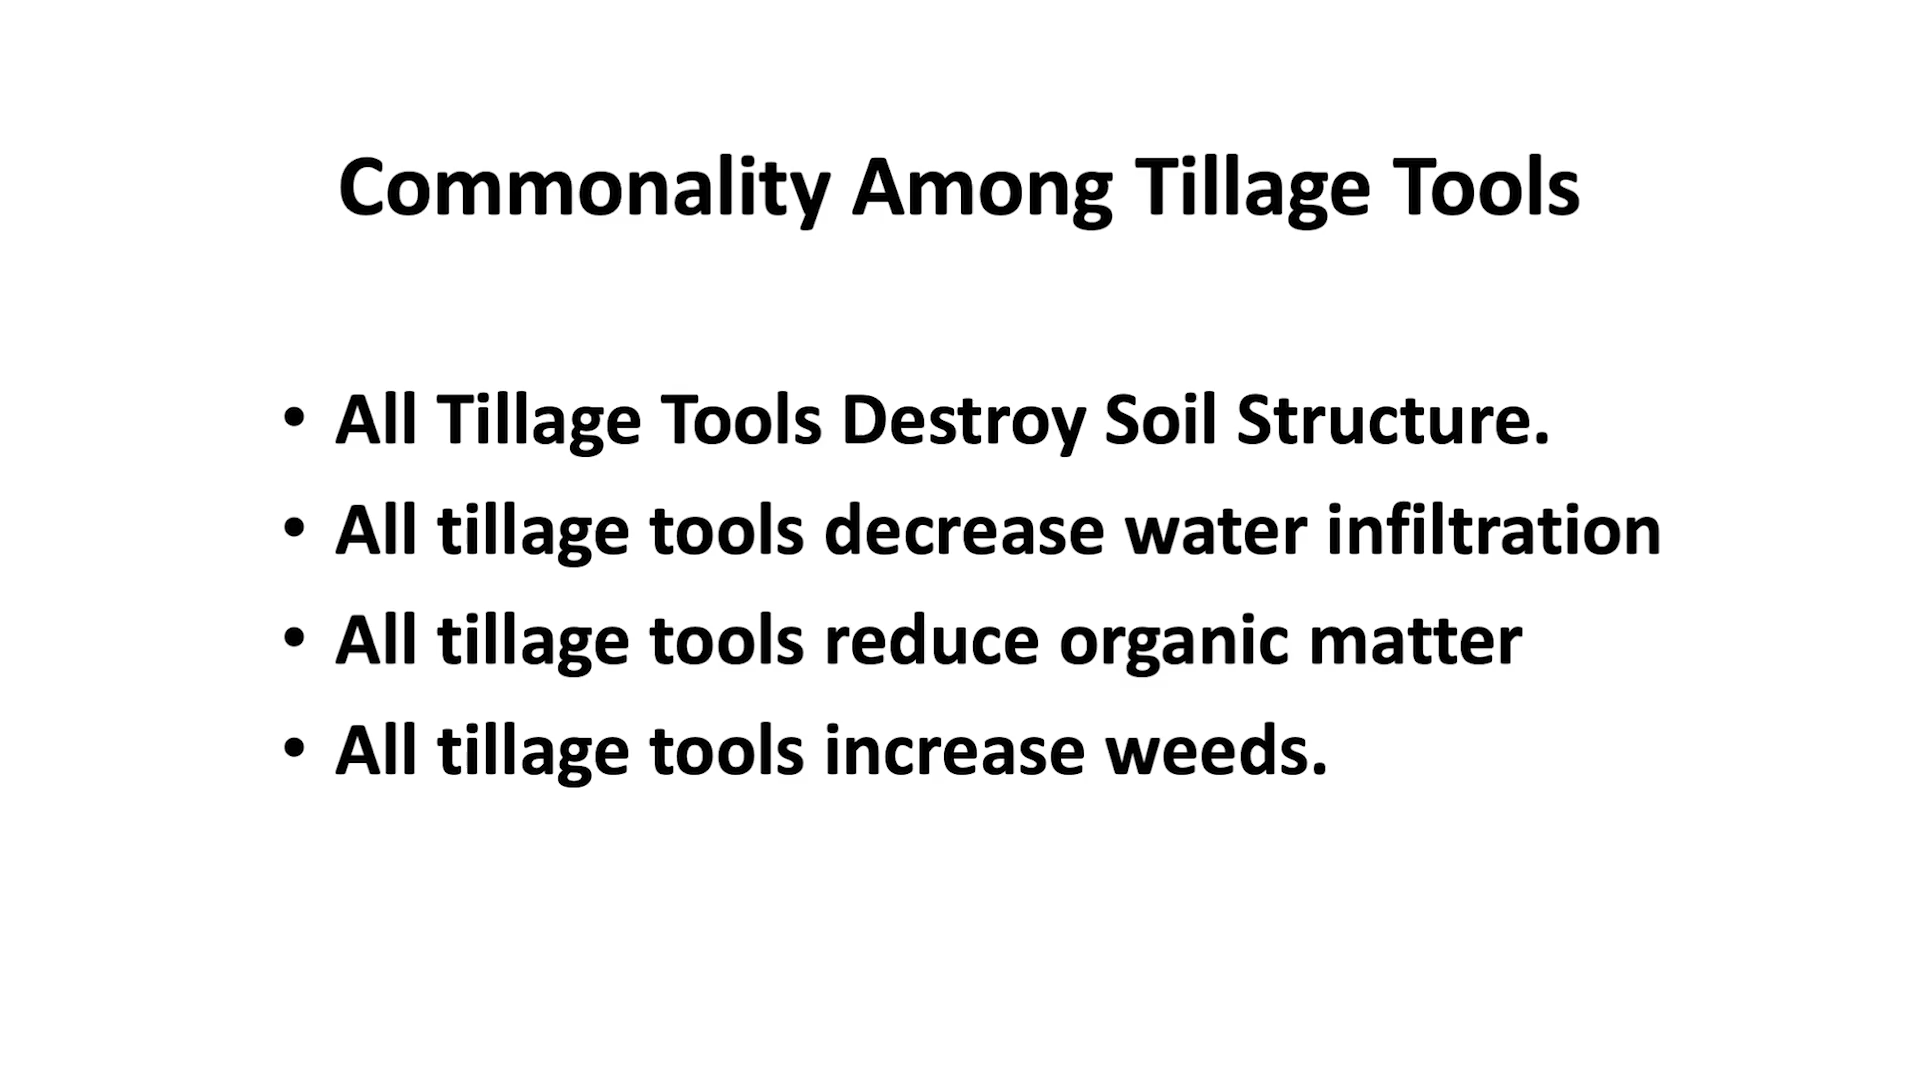 Commonality Among Tillage Tools
• All Tillage Tools Destroy Soil Structure.
• All tillage tools decrease water infiltration
• All tillage tools reduce organic matter
• All tillage tools increase weeds.